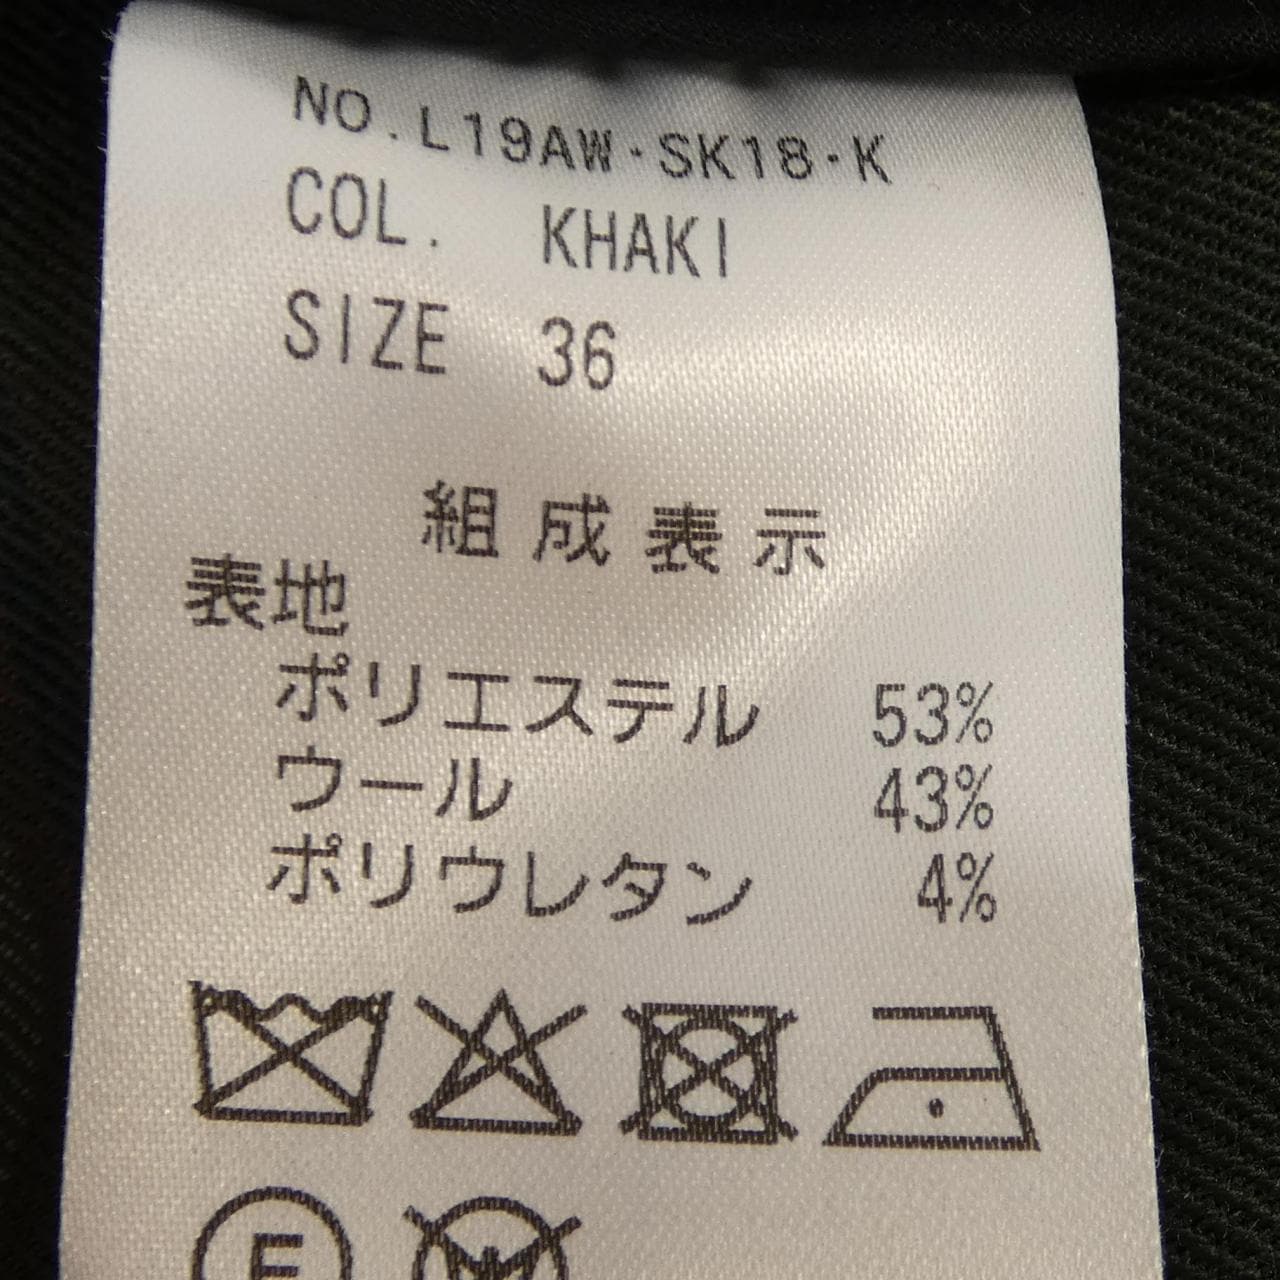 NO.L19AW-SK18-K
COL. KHAKI
SIZE 36
組成表示
表地
ポリエステル 53%
ウール 43%
ポリウレタン 4%